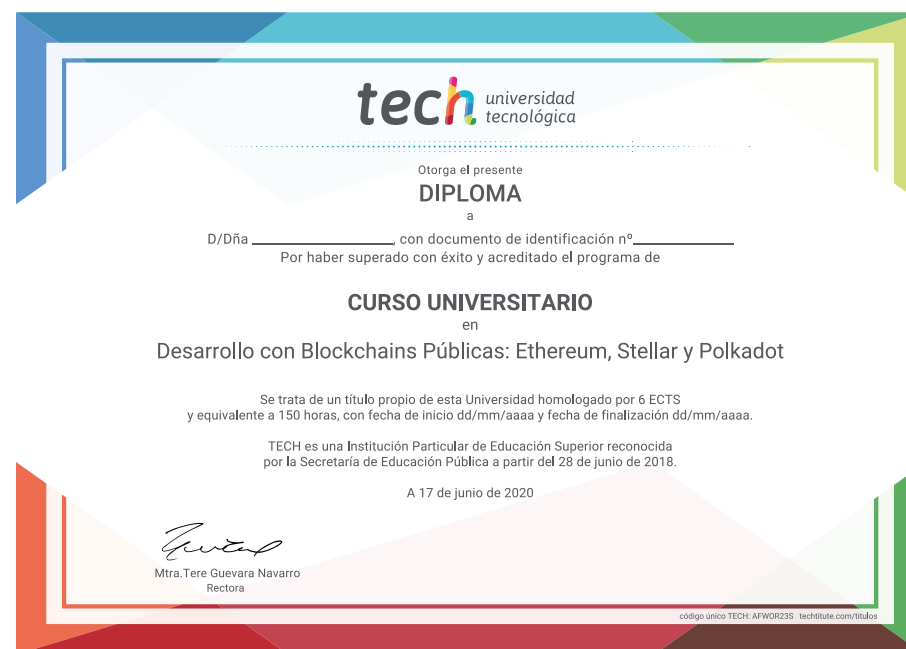 tech universidad
tecnológica
Otorga el presente
DIPLOMA
a
D/Dña ____________________, con documento de identificación nº______________
Por haber superado con éxito y acreditado el programa de
CURSO UNIVERSITARIO
en
Desarrollo con Blockchains Públicas: Ethereum, Stellar y Polkadot
Se trata de un título propio de esta Universidad homologado por 6 ECTS
y equivalente a 150 horas, con fecha de inicio dd/mm/aaaa y fecha de finalización dd/mm/aaaa.
TECH es una Institución Particular de Educación Superior reconocida
por la Secretaría de Educación Pública a partir del 28 de junio de 2018.
A 17 de junio de 2020
Mtra.Tere Guevara Navarro
Rectora
código único TECH: AFWOR23S techtitute.com/titulos